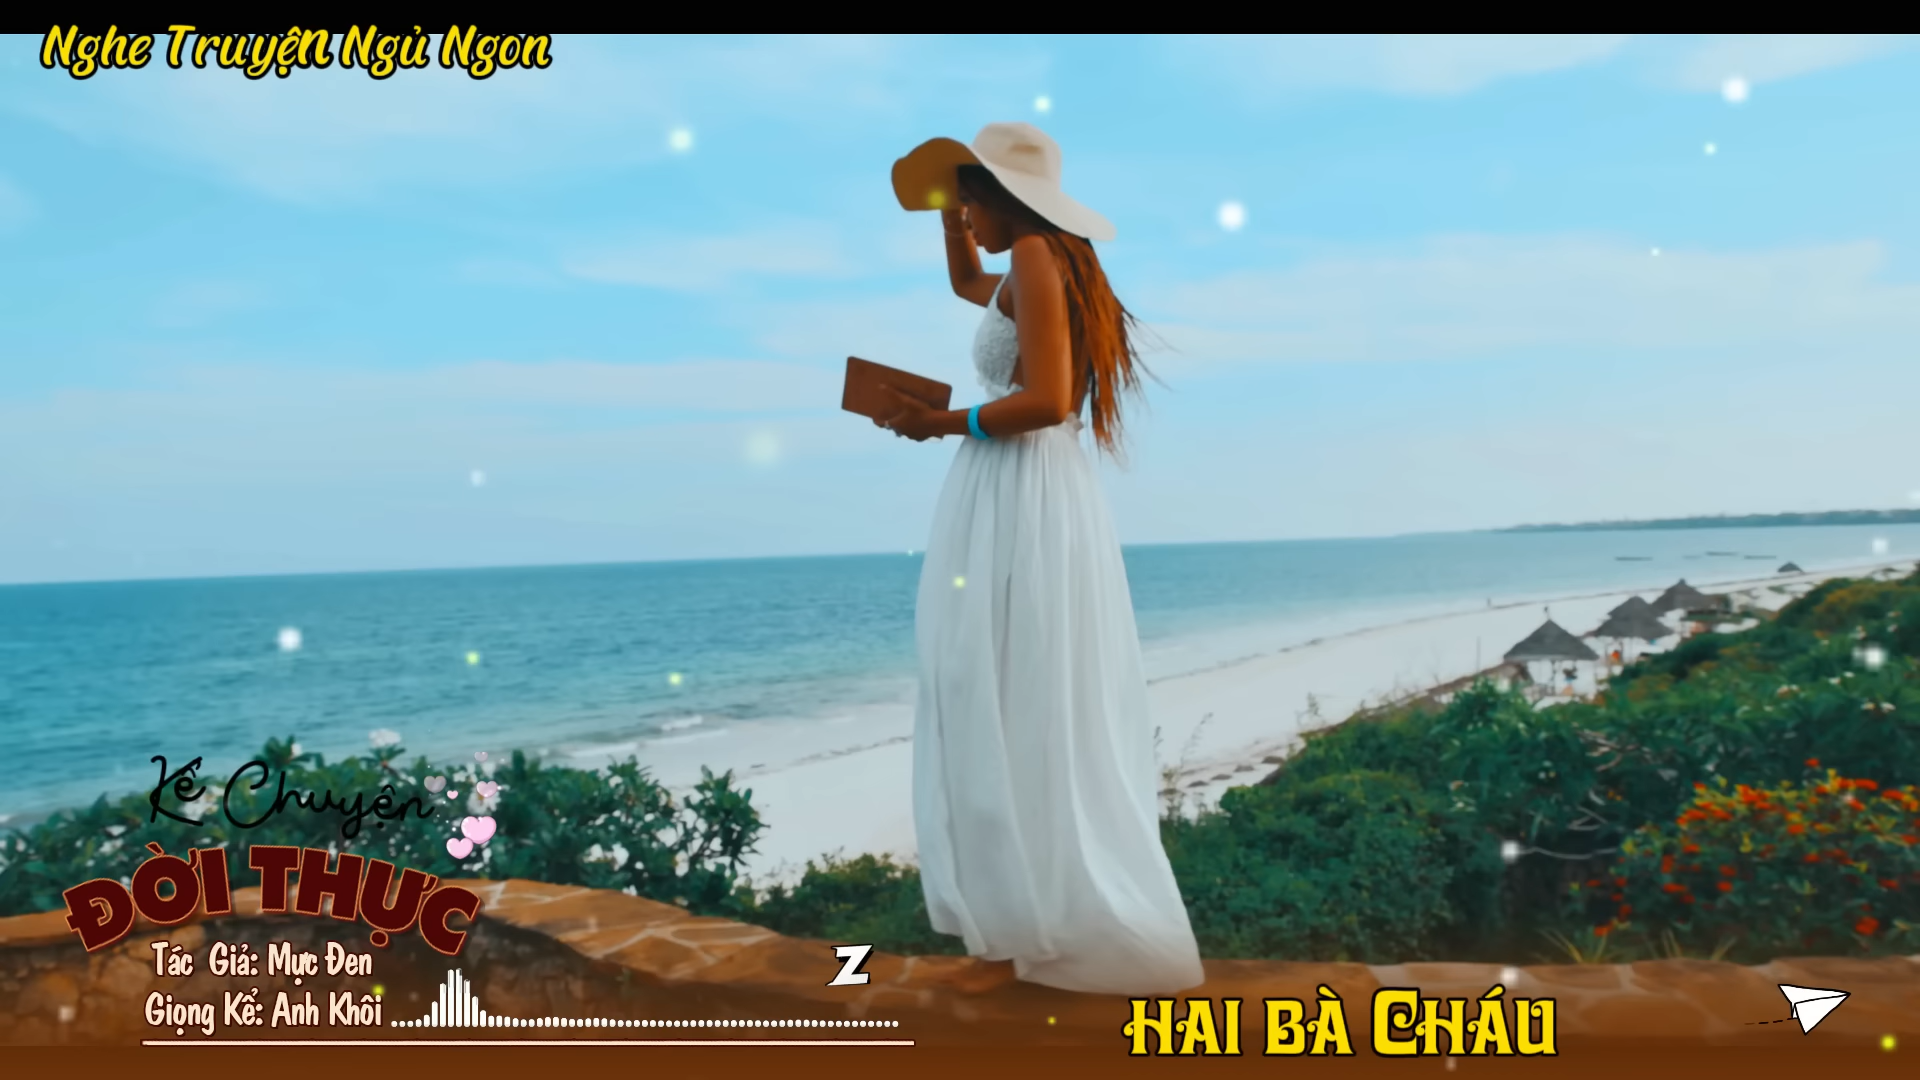 Nghe Truyện Ngủ Ngon
Kể Chuyện
ĐỜI THỰC
Tác Giả: Mực Đen
Giọng Kể: Anh Khôi
Z
HAI BÀ CHÁU